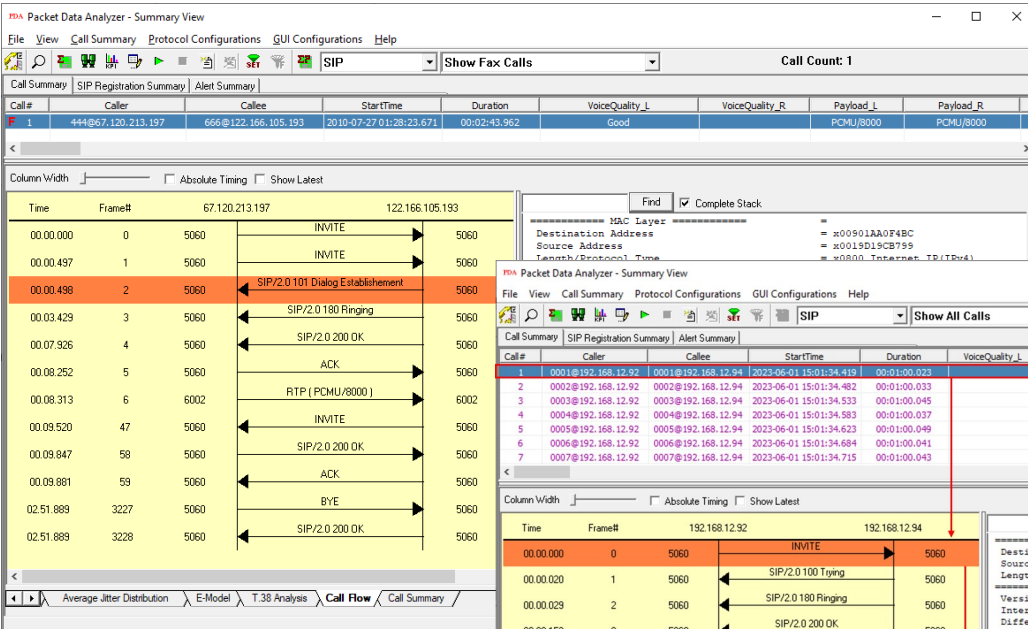 PDA Packet Data Analyzer - Summary View
File View Call Summary Protocol Configurations GUI Configurations Help
SET SIP Show Fax Calls Call Count: 1
Call Summary SIP Registration Summary Alert Summary
Call# Caller Callee StartTime Duration VoiceQuality_L VoiceQuality_R Payload_L Payload_R
F 1 444@67.120.213.197 666@122.166.105.193 2010-07-27 01:28:23.671 00:02:43.962 Good PCMU/8000 PCMU/8000
Column Width Absolute Timing Show Latest
Time Frame# 67.120.213.197 122.166.105.193
00.00.000 0 5060 INVITE 5060
00.00.497 1 5060 INVITE 5060
00.00.498 2 5060 SIP/2.0 101 Dialog Establishement 5060
00.03.429 3 5060 SIP/2.0 180 Ringing 5060
00.07.926 4 5060 SIP/2.0 200 OK 5060
00.08.252 5 5060 ACK 5060
00.08.313 6 6002 RTP ( PCMU/8000 ) 6002
00.09.520 47 5060 INVITE 5060
00.09.847 58 5060 SIP/2.0 200 OK 5060
00.09.881 59 5060 ACK 5060
02.51.889 3227 5060 BYE 5060
02.51.889 3228 5060 SIP/2.0 200 OK 5060
Average Jitter Distribution E-Model T.38 Analysis Call Flow Call Summary
Find Complete Stack
============ MAC Layer ============ =
Destination Address = x00901AA0F4BC
Source Address = x0019D19CB799
Length/Protocol Type = x0800 Internet IP(IPv4)
PDA Packet Data Analyzer - Summary View
File View Call Summary Protocol Configurations GUI Configurations Help
SET SIP Show All Calls
Call Summary SIP Registration Summary Alert Summary
Call# Caller Callee StartTime Duration VoiceQuality_L
1 0001@192.168.12.92 0001@192.168.12.94 2023-06-01 15:01:34.419 00:01:00.023
2 0002@192.168.12.92 0002@192.168.12.94 2023-06-01 15:01:34.482 00:01:00.033
3 0003@192.168.12.92 0003@192.168.12.94 2023-06-01 15:01:34.533 00:01:00.045
4 0004@192.168.12.92 0004@192.168.12.94 2023-06-01 15:01:34.583 00:01:00.037
5 0005@192.168.12.92 0005@192.168.12.94 2023-06-01 15:01:34.623 00:01:00.049
6 0006@192.168.12.92 0006@192.168.12.94 2023-06-01 15:01:34.684 00:01:00.041
7 0007@192.168.12.92 0007@192.168.12.94 2023-06-01 15:01:34.715 00:01:00.043
Column Width Absolute Timing Show Latest
Time Frame# 192.168.12.92 192.168.12.94
00.00.000 0 5060 INVITE 5060
00.00.020 1 5060 SIP/2.0 100 Trying 5060
00.00.029 2 5060 SIP/2.0 180 Ringing 5060
SIP/2.0 200 OK
Desti
Sourc
Lengt
Versi
Inter
Diffe